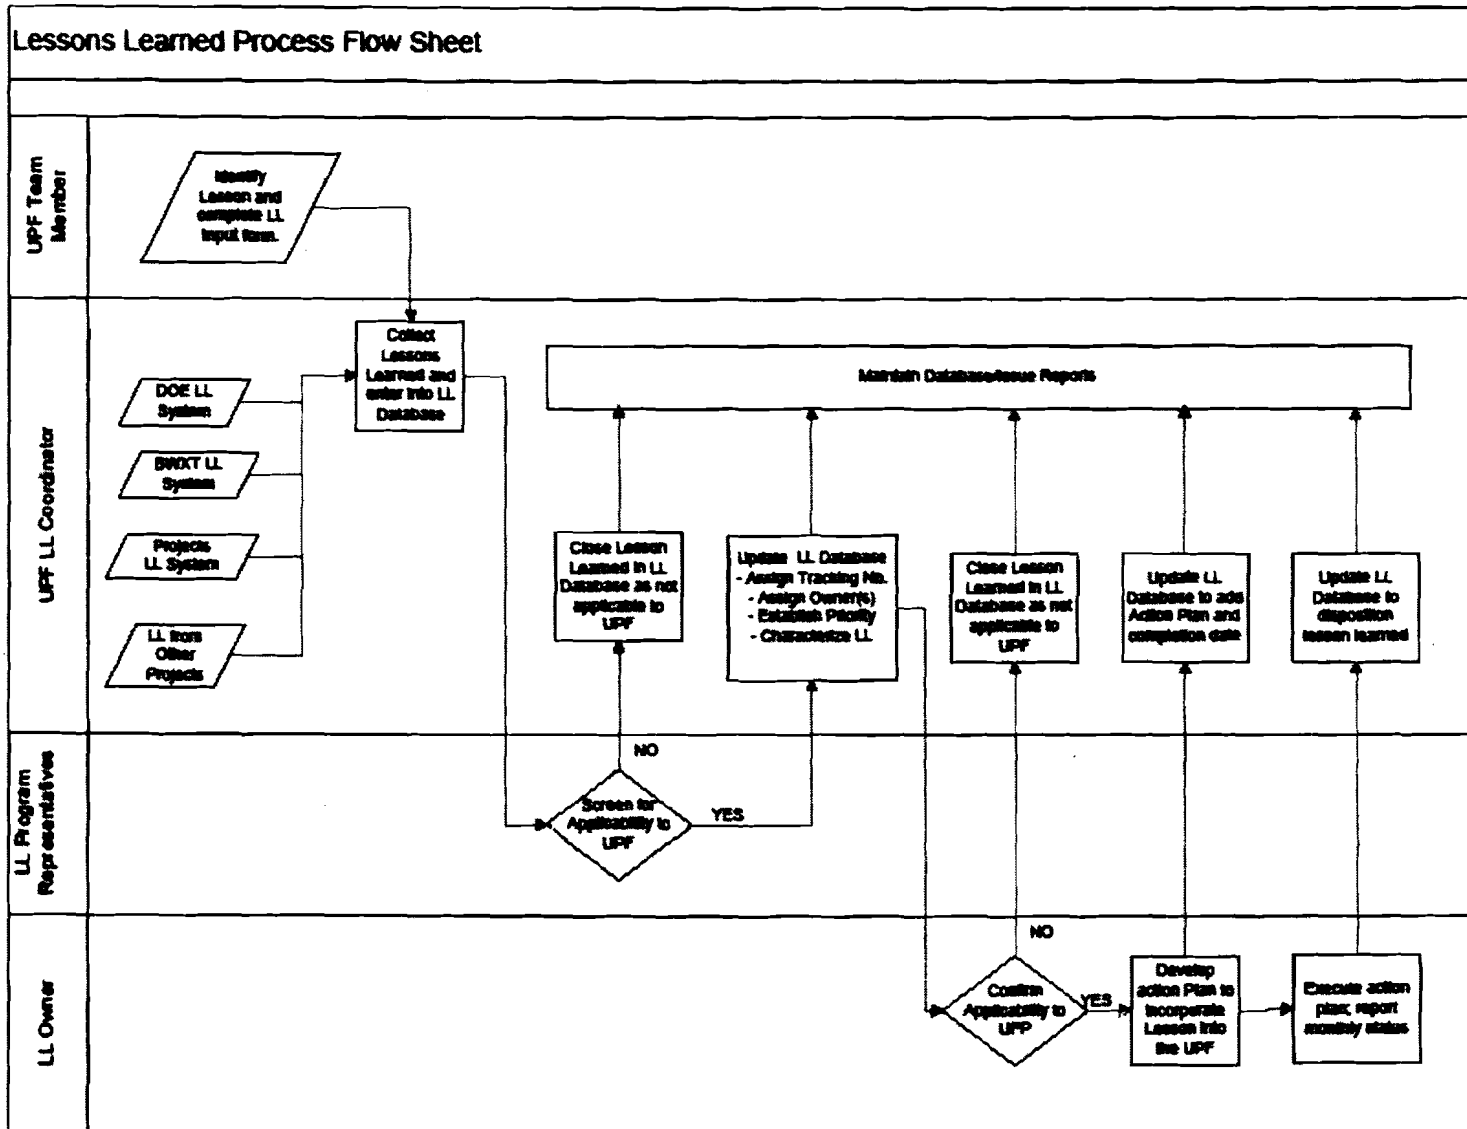 Lessons Learned Process Flow Sheet
UPF Team
Member
Identify
Lesson and
complete LL
Input form.
UPF LL Coordinator
DOE LL
System
BWXT LL
System
Projects
LL System
LL from
Other
Projects
Collect
Lessons
Learned and
enter into LL
Database
Maintain Database/Issue Reports
Close Lesson
Learned in LL
Database as not
applicable to
UPF
Update LL Database
- Assign Tracking No.
- Assign Owner(s)
- Establish Priority
- Characterize LL
Close Lesson
Learned in LL
Database as not
applicable to
UPF
Update LL
Database to add
Action Plan and
completion date
Update LL
Database to
disposition
lesson learned
LL Program
Representatives
NO
Screen for
Applicability to
UPF
YES
LL Owner
NO
Confirm
Applicability to
UPP
YES
Develop
action Plan to
Incorporate
Lesson into
the UPF
Execute action
plan; report
monthly status